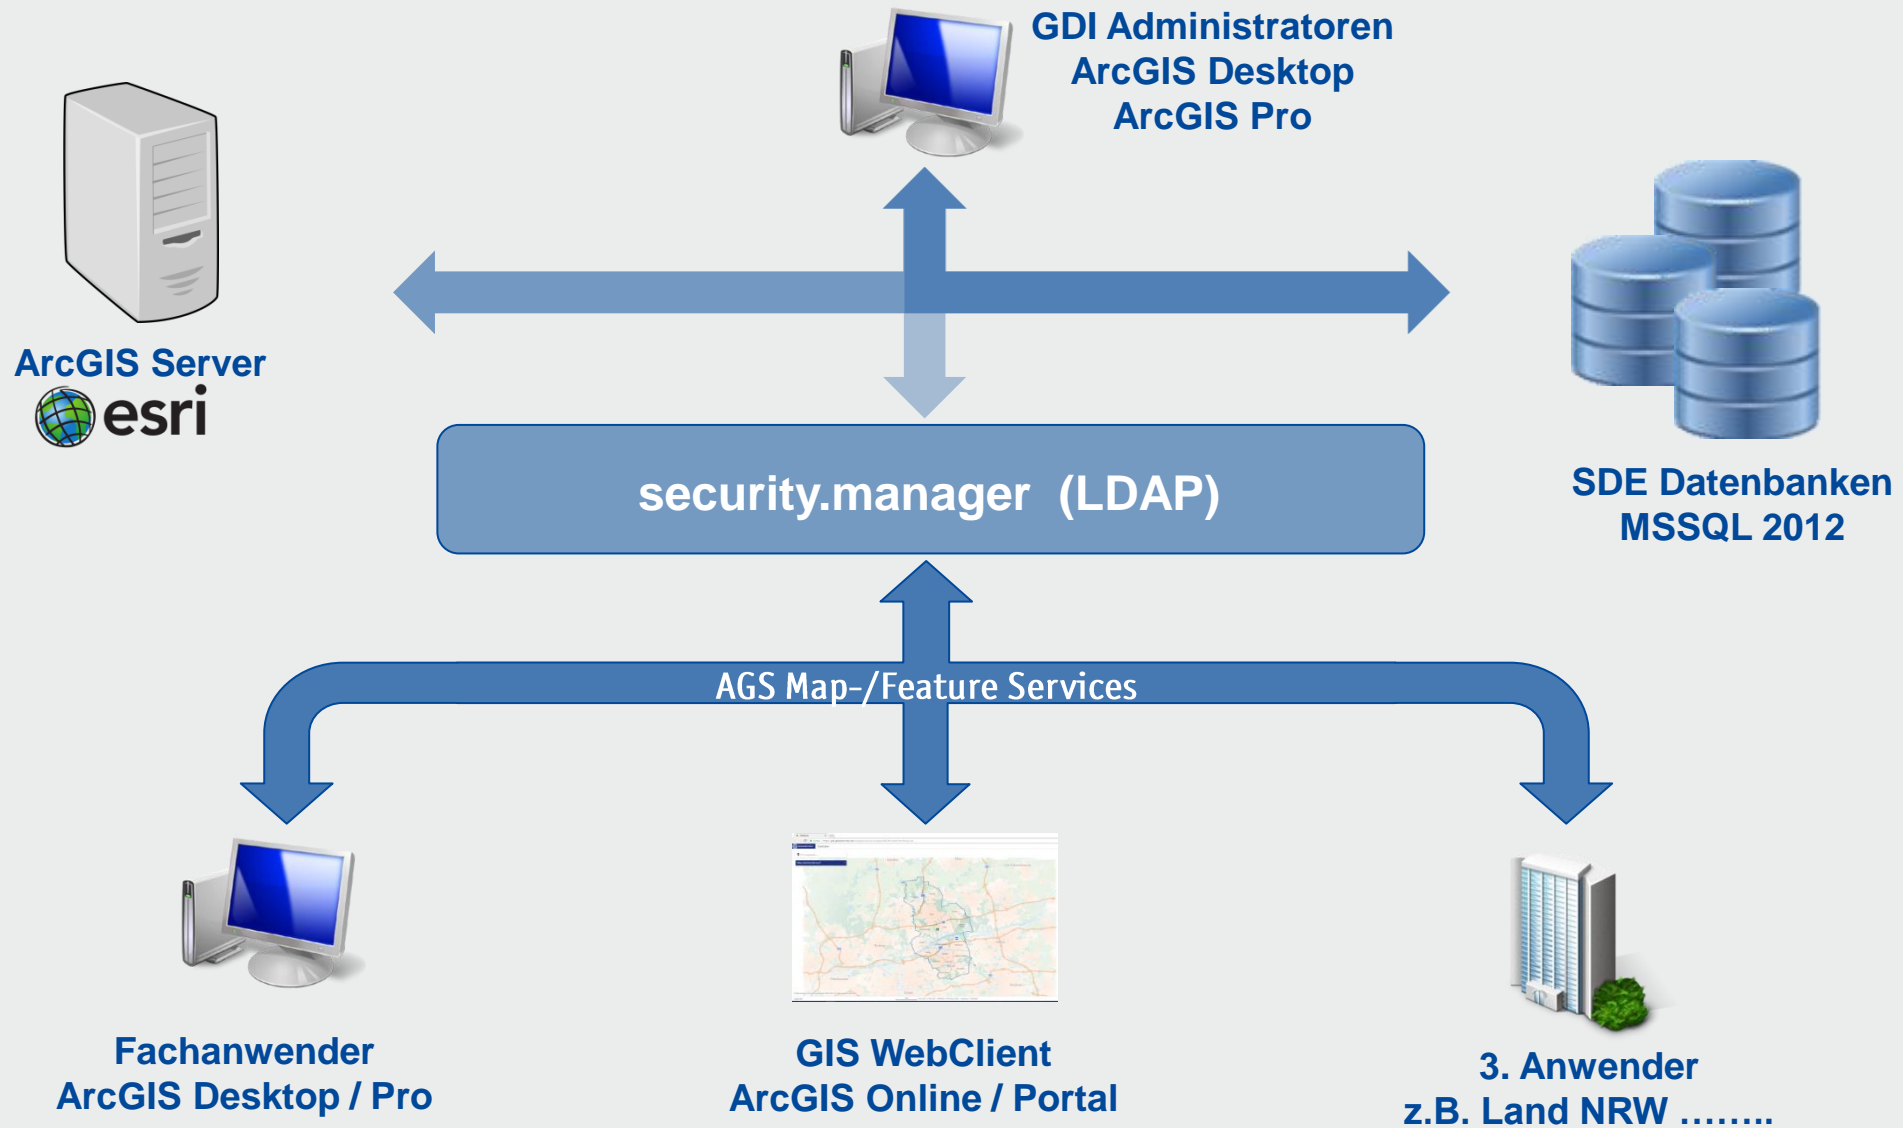 GDI Administratoren
ArcGIS Desktop
ArcGIS Pro
ArcGIS Server
esri
SDE Datenbanken
MSSQL 2012
security.manager (LDAP)
AGS Map-/Feature Services
Fachanwender
ArcGIS Desktop / Pro
GIS WebClient
ArcGIS Online / Portal
3. Anwender
z.B. Land NRW ........